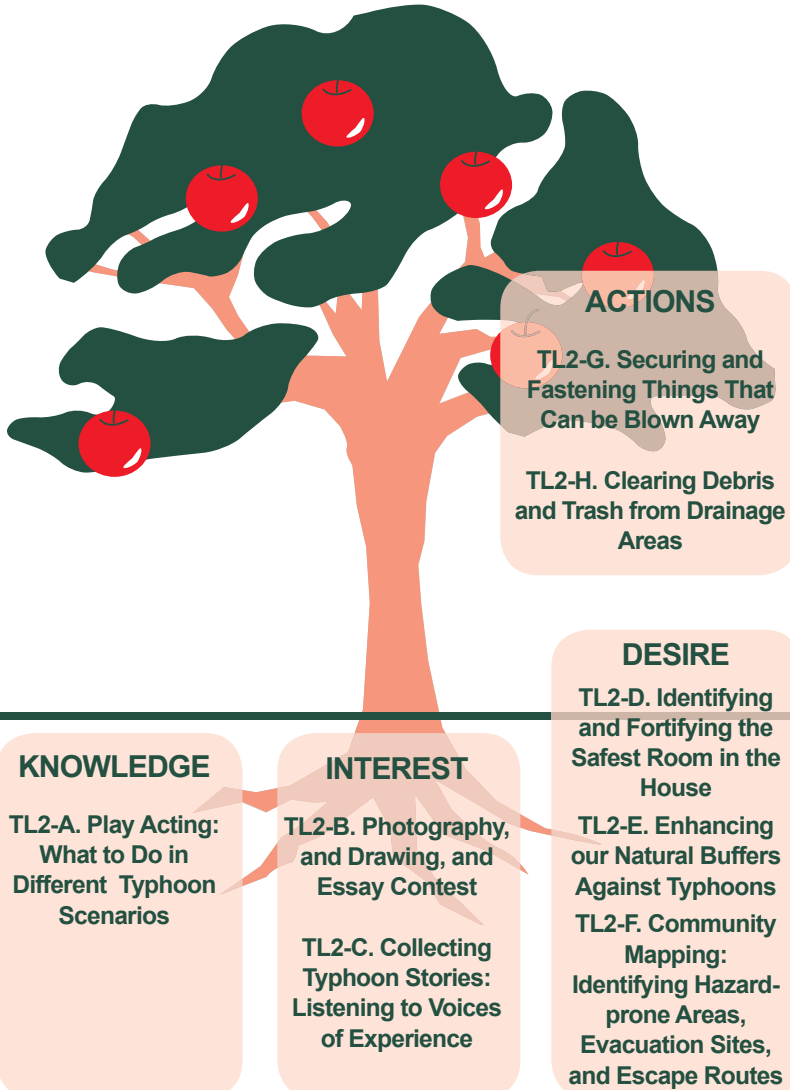 ACTIONS
TL2-G. Securing and
Fastening Things That
Can be Blown Away
TL2-H. Clearing Debris
and Trash from Drainage
Areas
KNOWLEDGE
TL2-A. Play Acting:
What to Do in
Different Typhoon
Scenarios
INTEREST
TL2-B. Photography,
and Drawing, and
Essay Contest
TL2-C. Collecting
Typhoon Stories:
Listening to Voices
of Experience
DESIRE
TL2-D. Identifying
and Fortifying the
Safest Room in the
House
TL2-E. Enhancing
our Natural Buffers
Against Typhoons
TL2-F. Community
Mapping:
Identifying Hazard-
prone Areas,
Evacuation Sites,
and Escape Routes